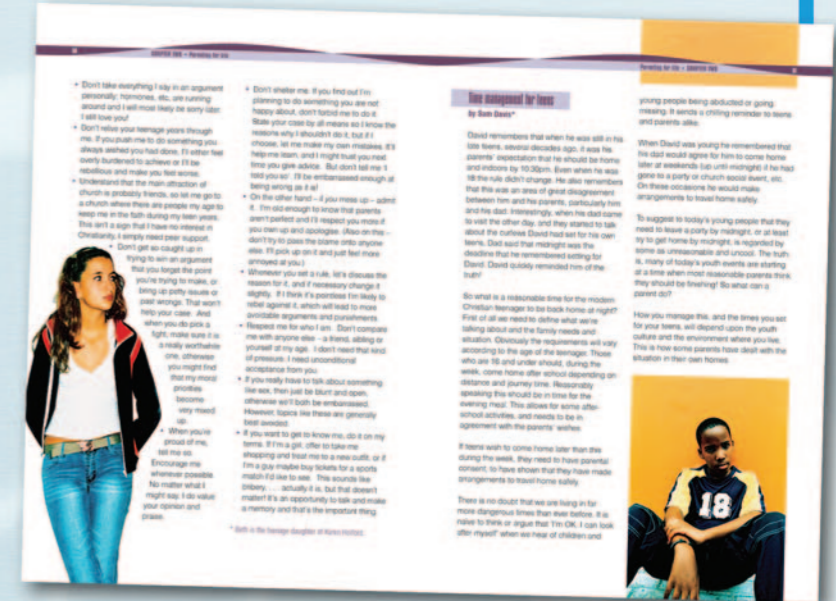 CHAPTER TWO • Parenting for life
• Don't take everything I say in an argument
personally; hormones, etc, are running
around and I will most likely be sorry later.
I still love you!
• Don't relive your teenage years through
me. If you push me to do something you
always wished you had done, I'll either feel
overly burdened to achieve or I'll be
rebellious and make you feel worse.
• Understand that the main attraction of
church is probably friends, so let me go to
a church where there are people my age to
keep me in the faith during my teen years.
This isn't a sign that I have no interest in
Christianity, I simply need peer support.
• Don't get so caught up in
trying to win an argument
that you forget the point
you're trying to make, or
bring up petty issues or
past wrongs. That won't
help your case. And
when you do pick a
fight, make sure it is
a really worthwhile
one, otherwise
you might find
that my moral
priorities
become
very mixed
up.
• When you're
proud of me,
tell me so.
Encourage me
whenever possible.
No matter what I
might say, I do value
your opinion and
praise.
• Don't shelter me. If you find out I'm
planning to do something you are not
happy about, don't forbid me to do it.
State your case by all means so I know the
reasons why I shouldn't do it, but if I
choose, let me make my own mistakes. It'll
help me learn, and I might trust you next
time you give advice. But don't tell me 'I
told you so'. I'll be embarrassed enough at
being wrong as it is!
• On the other hand – if you mess up – admit
it. I'm old enough to know that parents
aren't perfect and I'll respect you more if
you own up and apologise. (Also on this –
don't try to pass the blame onto anyone
else. I'll pick up on it and just feel more
annoyed at you.)
• Whenever you set a rule, let's discuss the
reason for it, and if necessary change it
slightly. If I think it's pointless I'm likely to
rebel against it, which will lead to more
avoidable arguments and punishments.
• Respect me for who I am. Don't compare
me with anyone else – a friend, sibling or
yourself at my age. I don't need that kind
of pressure. I need unconditional
acceptance from you.
• If you really have to talk about something
like sex, then just be blunt and open,
otherwise we'll both be embarrassed.
However, topics like these are generally
best avoided.
• If you want to get to know me, do it on my
terms. If I'm a girl, offer to take me
shopping and treat me to a new outfit, or if
I'm a guy maybe buy tickets for a sports
match I'd like to see. This sounds like
bribery, . . . actually it is, but that doesn't
matter! It's an opportunity to talk and make
a memory and that's the important thing.
* Beth is the teenage daughter of Karen Holford.
Parenting for life • CHAPTER TWO
Time management for teens
by Sam Davis*
David remembers that when he was still in his
late teens, several decades ago, it was his
parents' expectation that he should be home
and indoors by 10:30pm. Even when he was
18 the rule didn't change. He also remembers
that this was an area of great disagreement
between him and his parents, particularly him
and his dad. Interestingly, when his dad came
to visit the other day, and they started to talk
about the curfews David had set for his own
teens, Dad said that midnight was the
deadline that he remembered setting for
David. David quickly reminded him of the
truth!
So what is a reasonable time for the modern
Christian teenager to be back home at night?
First of all we need to define what we're
talking about and the family needs and
situation. Obviously the requirements will vary
according to the age of the teenager. Those
who are 16 and under should, during the
week, come home after school depending on
distance and journey time. Reasonably
speaking this should be in time for the
evening meal. This allows for some after-
school activities, and needs to be in
agreement with the parents' wishes.
If teens wish to come home later than this
during the week, they need to have parental
consent, to have shown that they have made
arrangements to travel home safely.
There is no doubt that we are living in far
more dangerous times than ever before. It is
naive to think or argue that 'I'm OK. I can look
after myself' when we hear of children and
young people being abducted or going
missing. It sends a chilling reminder to teens
and parents alike.
When David was young he remembered that
his dad would agree for him to come home
later at weekends (up until midnight) if he had
gone to a party or church social event, etc.
On these occasions he would make
arrangements to travel home safely.
To suggest to today's young people that they
need to leave a party by midnight, or at least
try to get home by midnight, is regarded by
some as unreasonable and uncool. The truth
is, many of today's youth events are starting
at a time when most reasonable parents think
they should be finishing! So what can a
parent do?
How you manage this, and the times you set
for your teens, will depend upon the youth
culture and the environment where you live.
This is how some parents have dealt with the
situation in their own homes.
18